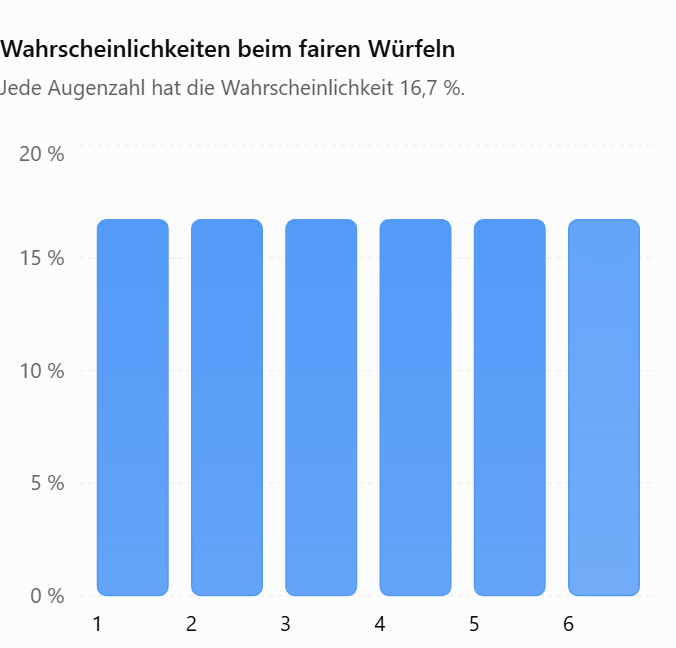 Wahrscheinlichkeiten beim fairen Würfeln
Jede Augenzahl hat die Wahrscheinlichkeit 16,7 %.
20 %
15 %
10 %
5 %
0 %
1 2 3 4 5 6